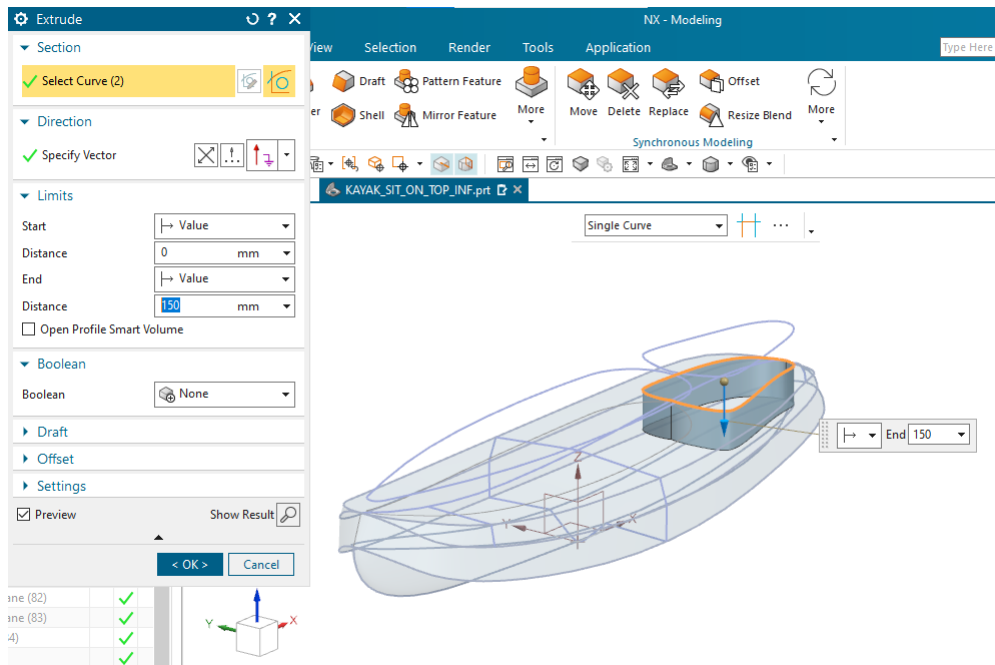 Extrude
?
NX - Modeling
View Selection Render Tools Application
Type Here
Section
Select Curve (2)
Draft Pattern Feature
Shell Mirror Feature
More
Move Delete Replace
Offset
Resize Blend
More
Synchronous Modeling
Direction
Specify Vector
KAYAK_SIT_ON_TOP_INF.prt
Limits
Start Value
Distance 0 mm
End Value
Distance 150 mm
Open Profile Smart Volume
Single Curve
Boolean
Boolean None
Draft
Offset
Settings
Preview Show Result
< OK > Cancel
End 150
Z
Y
X
ane (82)
ane (83)
Y
X